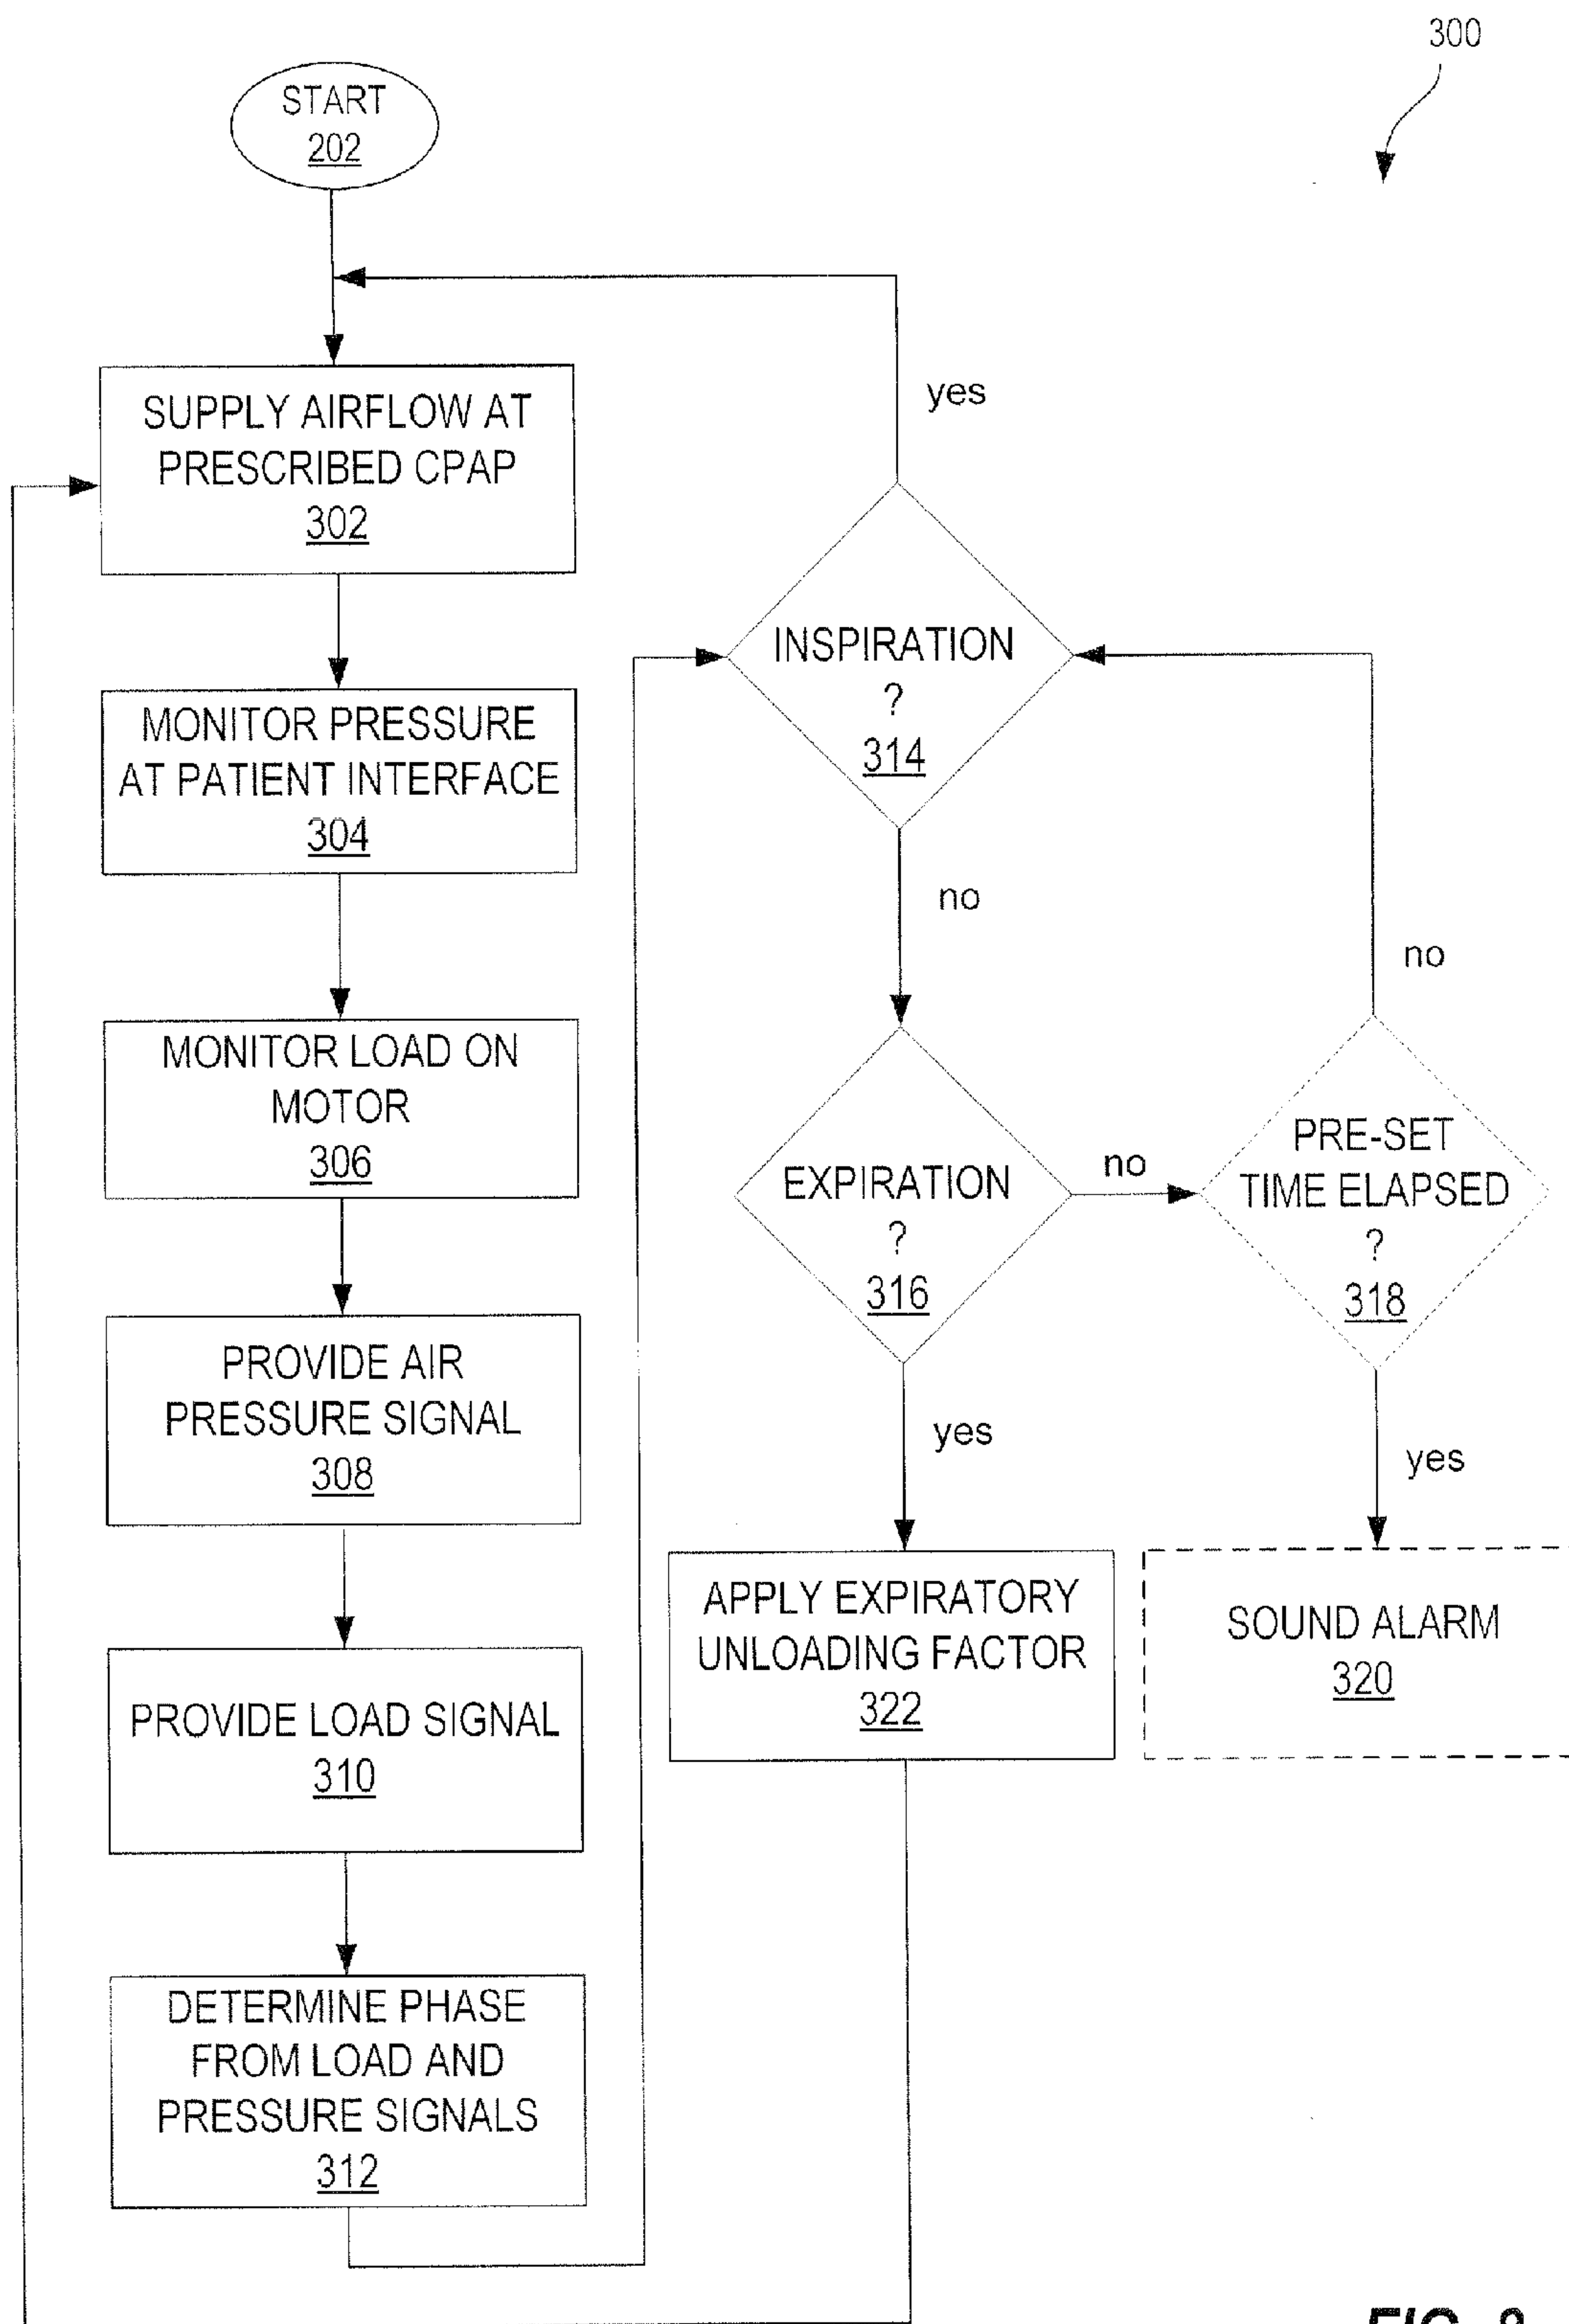 300
START
202
SUPPLY AIRFLOW AT
PRESCRIBED CPAP
302
MONITOR PRESSURE
AT PATIENT INTERFACE
304
MONITOR LOAD ON
MOTOR
306
PROVIDE AIR
PRESSURE SIGNAL
308
PROVIDE LOAD SIGNAL
310
DETERMINE PHASE
FROM LOAD AND
PRESSURE SIGNALS
312
yes
INSPIRATION
?
314
no
EXPIRATION
?
316
no
yes
PRE-SET
TIME ELAPSED
?
318
no
yes
APPLY EXPIRATORY
UNLOADING FACTOR
322
SOUND ALARM
320
FIG.